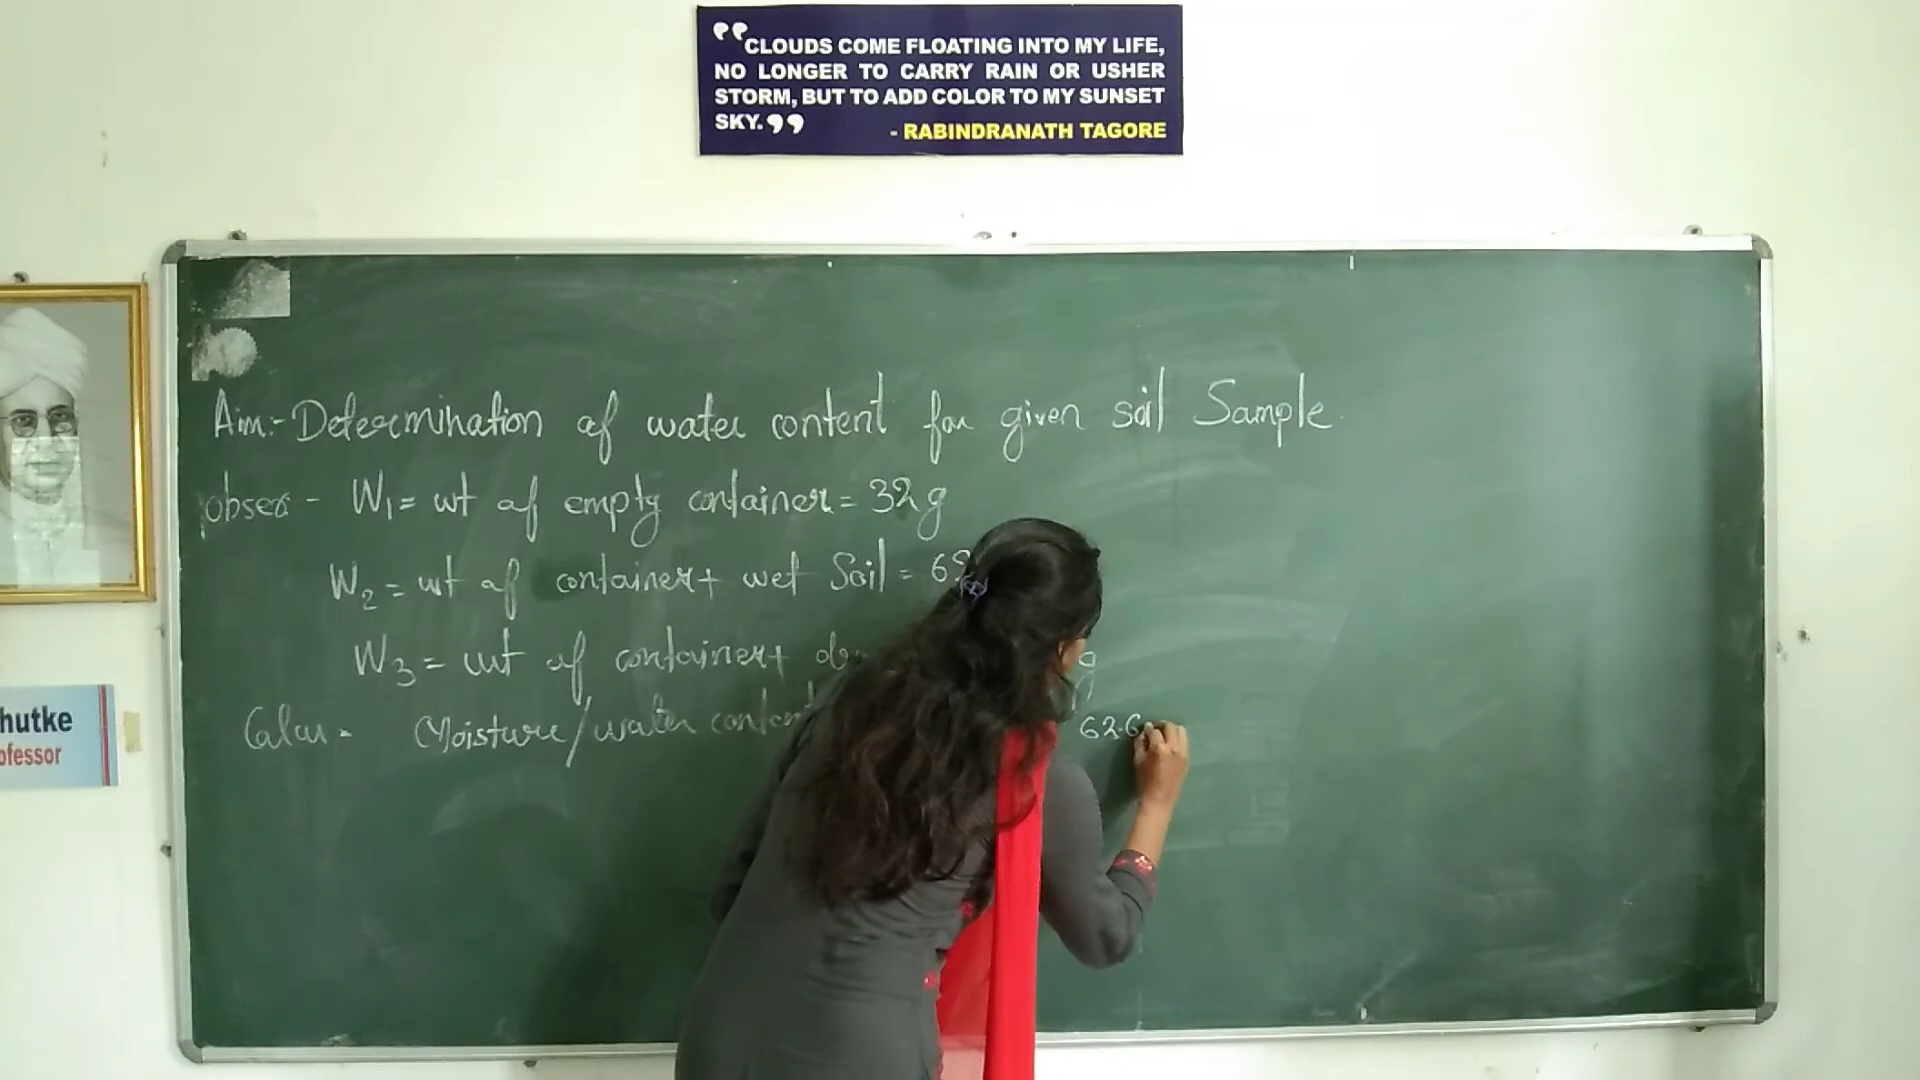 ❝CLOUDS COME FLOATING INTO MY LIFE,
NO LONGER TO CARRY RAIN OR USHER
STORM, BUT TO ADD COLOR TO MY SUNSET
SKY.❞ - RABINDRANATH TAGORE
Aim:- Determination of water content for given soil Sample.
obser - W1 = wt of empty container = 32 g
W2 = wt of container + wet Soil =
W3 = wt of container +
Moisture/water content 62.6
hutke
ofessor